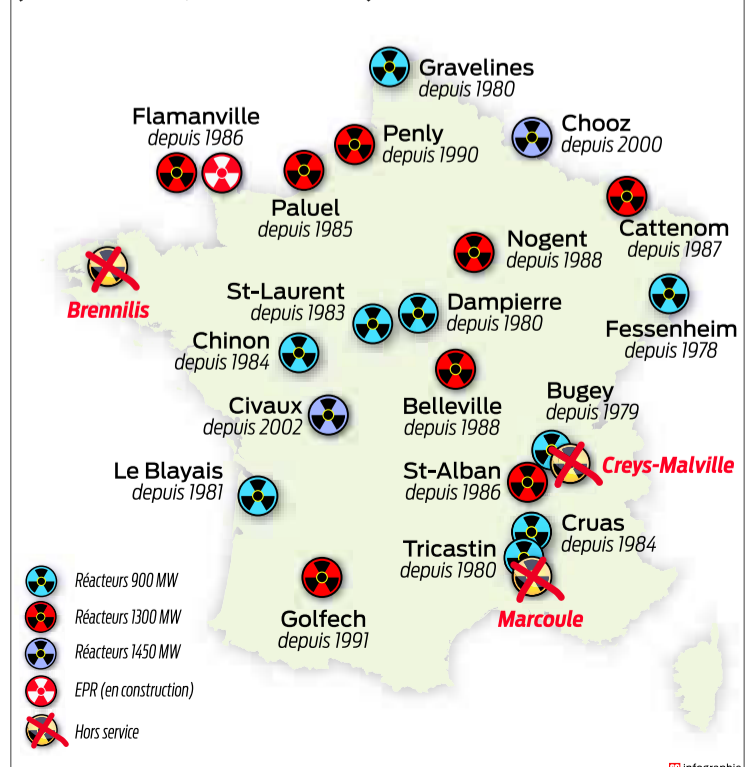 Gravelines
depuis 1980
Flamanville
depuis 1986
Penly
depuis 1990
Chooz
depuis 2000
Paluel
depuis 1985
Cattenom
depuis 1987
Nogent
depuis 1988
Brennilis
St-Laurent
depuis 1983
Dampierre
depuis 1980
Fessenheim
depuis 1978
Chinon
depuis 1984
Civaux
depuis 2002
Belleville
depuis 1988
Bugey
depuis 1979
Creys-Malville
Le Blayais
depuis 1981
St-Alban
depuis 1986
Cruas
depuis 1984
Tricastin
depuis 1980
Marcoule
Golfech
depuis 1991
Réacteurs 900 MW
Réacteurs 1300 MW
Réacteurs 1450 MW
EPR (en construction)
Hors service
infographie